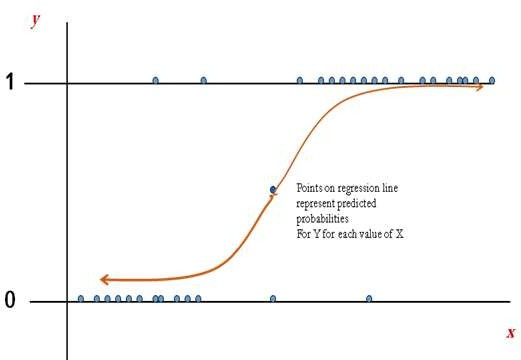 y
1
Points on regression line
represent predicted
probabilities
For Y for each value of X
0
x